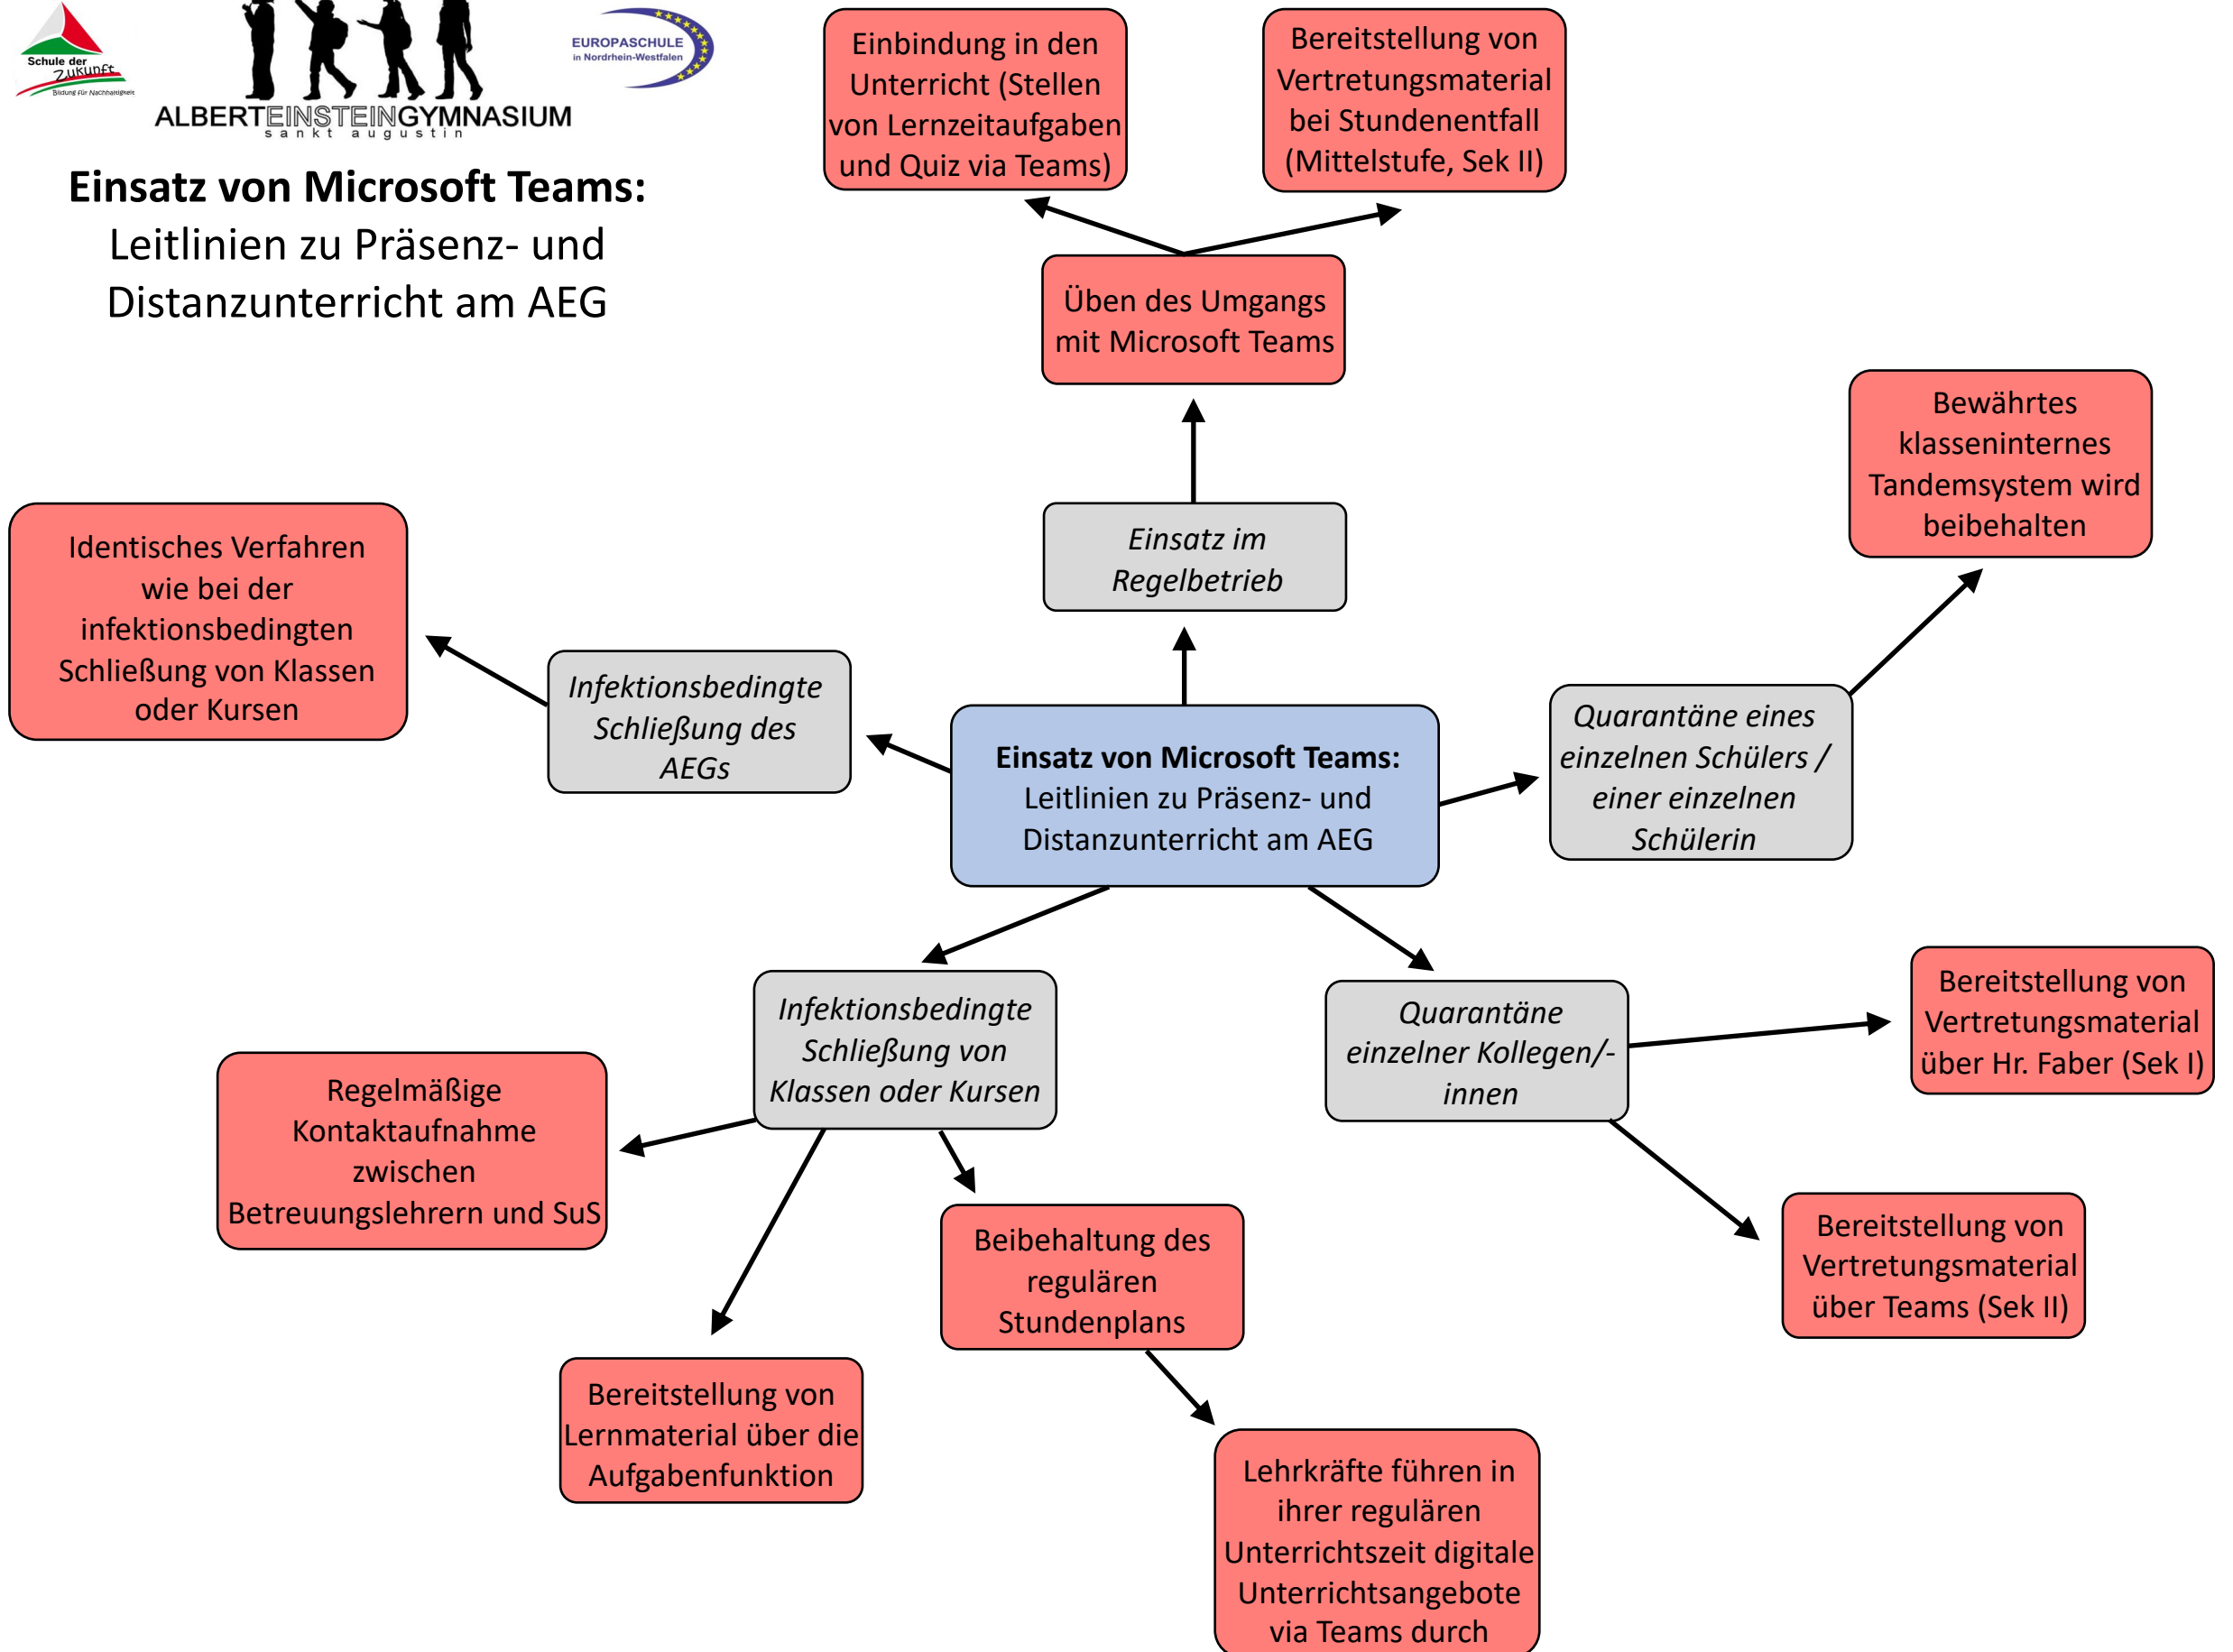 Schule der
Zukunft
Bildung für Nachhaltigkeit
ALBERTEINSTEINGYMNASIUM
sankt augustin
EUROPASCHULE
in Nordrhein-Westfalen
Einsatz von Microsoft Teams:
Leitlinien zu Präsenz- und
Distanzunterricht am AEG
Einbindung in den
Unterricht (Stellen
von Lernzeitaufgaben
und Quiz via Teams)
Bereitstellung von
Vertretungsmaterial
bei Stundenentfall
(Mittelstufe, Sek II)
Üben des Umgangs
mit Microsoft Teams
Bewährtes
klasseninternes
Tandemsystem wird
beibehalten
Einsatz im
Regelbetrieb
Identisches Verfahren
wie bei der
infektionsbedingten
Schließung von Klassen
oder Kursen
Infektionsbedingte
Schließung des
AEGs
Einsatz von Microsoft Teams:
Leitlinien zu Präsenz- und
Distanzunterricht am AEG
Quarantäne eines
einzelnen Schülers /
einer einzelnen
Schülerin
Infektionsbedingte
Schließung von
Klassen oder Kursen
Quarantäne
einzelner Kollegen/-
innen
Bereitstellung von
Vertretungsmaterial
über Hr. Faber (Sek I)
Regelmäßige
Kontaktaufnahme
zwischen
Betreuungslehrern und SuS
Beibehaltung des
regulären
Stundenplans
Bereitstellung von
Vertretungsmaterial
über Teams (Sek II)
Bereitstellung von
Lernmaterial über die
Aufgabenfunktion
Lehrkräfte führen in
ihrer regulären
Unterrichtszeit digitale
Unterrichtsangebote
via Teams durch